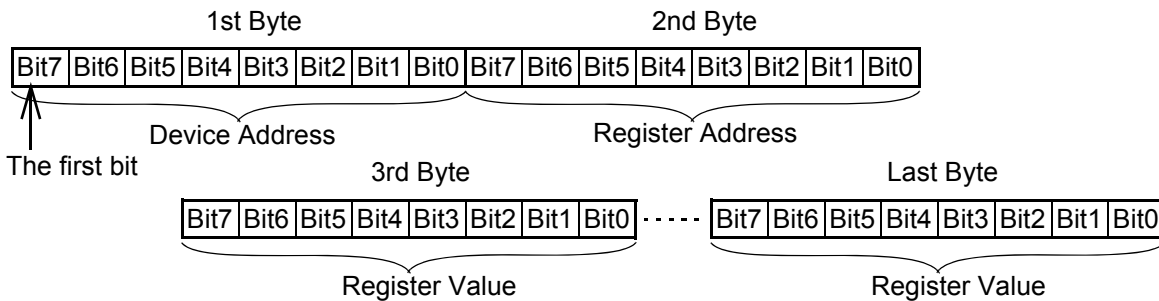 1st Byte 2nd Byte
Bit7 Bit6 Bit5 Bit4 Bit3 Bit2 Bit1 Bit0 Bit7 Bit6 Bit5 Bit4 Bit3 Bit2 Bit1 Bit0
Device Address Register Address
The first bit
3rd Byte Last Byte
Bit7 Bit6 Bit5 Bit4 Bit3 Bit2 Bit1 Bit0 Bit7 Bit6 Bit5 Bit4 Bit3 Bit2 Bit1 Bit0
Register Value Register Value